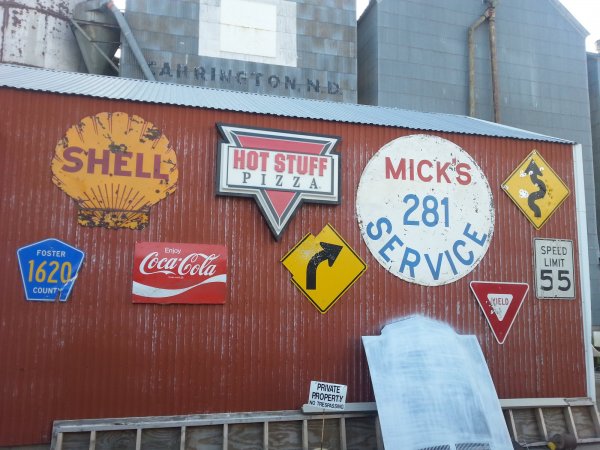 CARRINGTON, N.D.
SHELL
HOT STUFF
PIZZA
MICK'S
281
SERVICE
FOSTER
1620
COUNTY
Enjoy
Coca-Cola
SPEED
LIMIT
55
YIELD
PRIVATE
PROPERTY
NO TRESPASSING